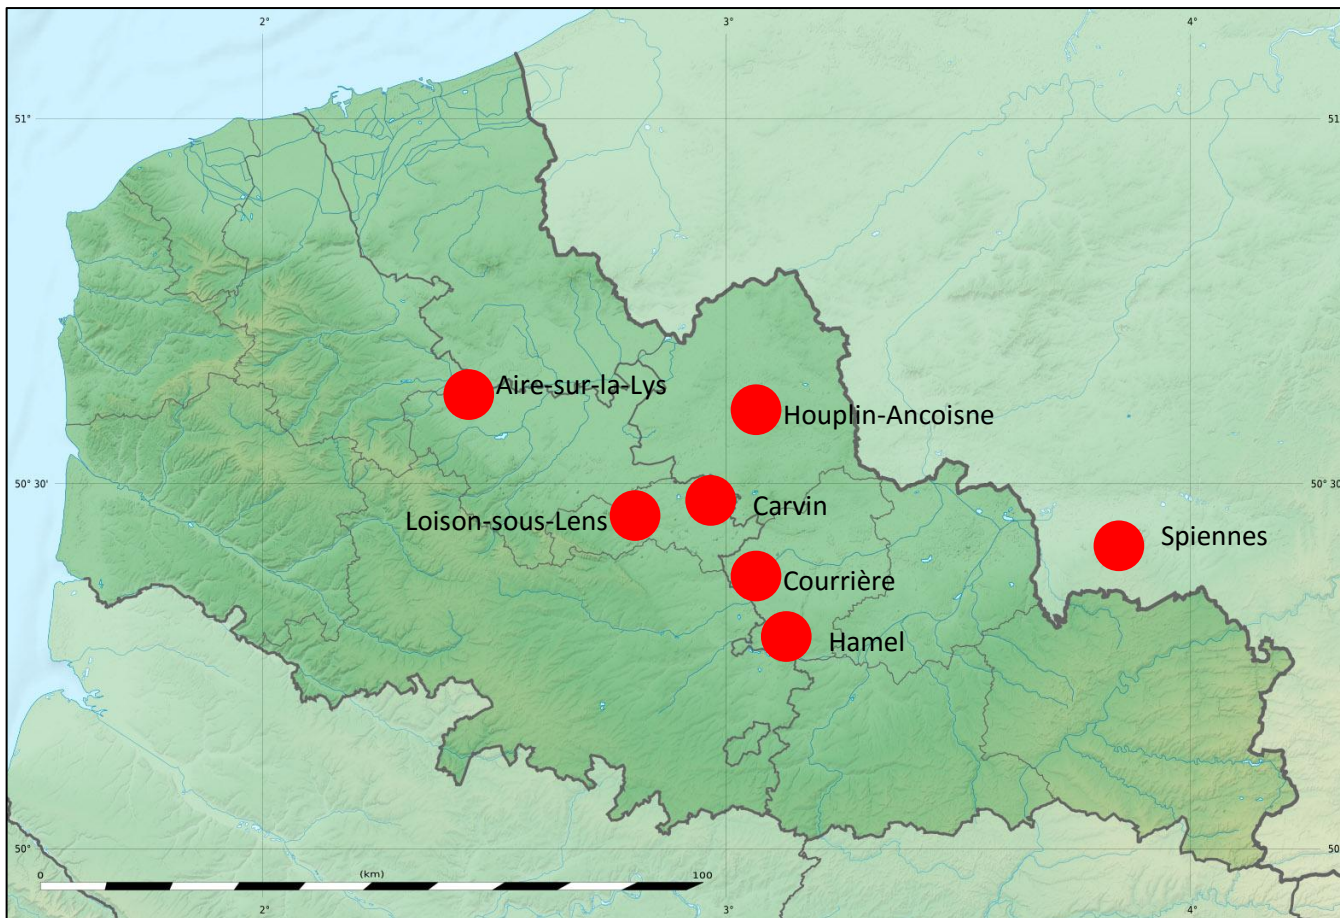 2° 3° 4°
51° 51
Aire-sur-la-Lys
Houplin-Ancoisne
50° 30' 50° 30
Carvin
Loison-sous-Lens
Spiennes
Courrière
Hamel
50° 50
0 (km) 100
2° 3° 4°